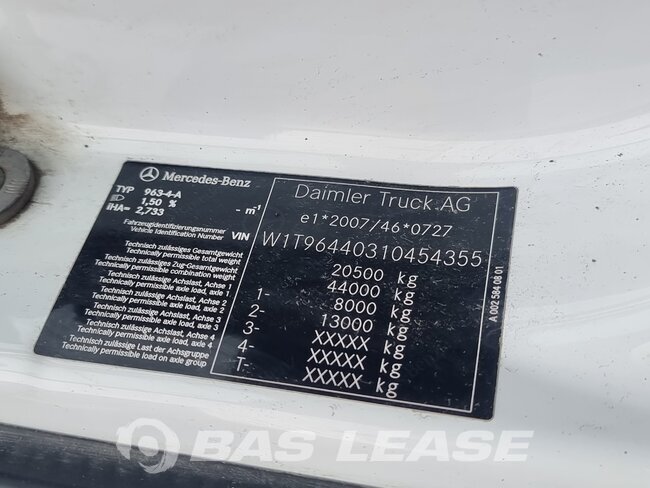 Mercedes-Benz
TYP 963-4-A
1,50 %
IHA= 2,733 - m⁻¹
Fahrzeugidentifizierungsnummer
Vehicle Identification Number VIN
Technisch zulässiges Gesamtgewicht
Technically permissible total weight
Technisch zulässiges Zug-Gesamtgewicht
Technically permissible combination weight
Technisch zulässige Achslast, Achse 1
Technically permissible load on axle, axle 1
Technisch zulässige Achslast, Achse 2
Technically permissible load on axle, axle 2
Technisch zulässige Achslast, Achse 3
Technically permissible load on axle, axle 3
Technisch zulässige Achslast, Achse 4
Technically permissible load on axle, axle 4
Technisch zulässige Last der Achsgruppe
Technically permissible load on axle group
Daimler Truck AG
e1*2007/46*0727
W1T96440310454355
20500 kg
44000 kg
1- 8000 kg
2- 13000 kg
3- XXXXX kg
4- XXXXX kg
T- XXXXX kg
A 002 584 08 01
BAS LEASE